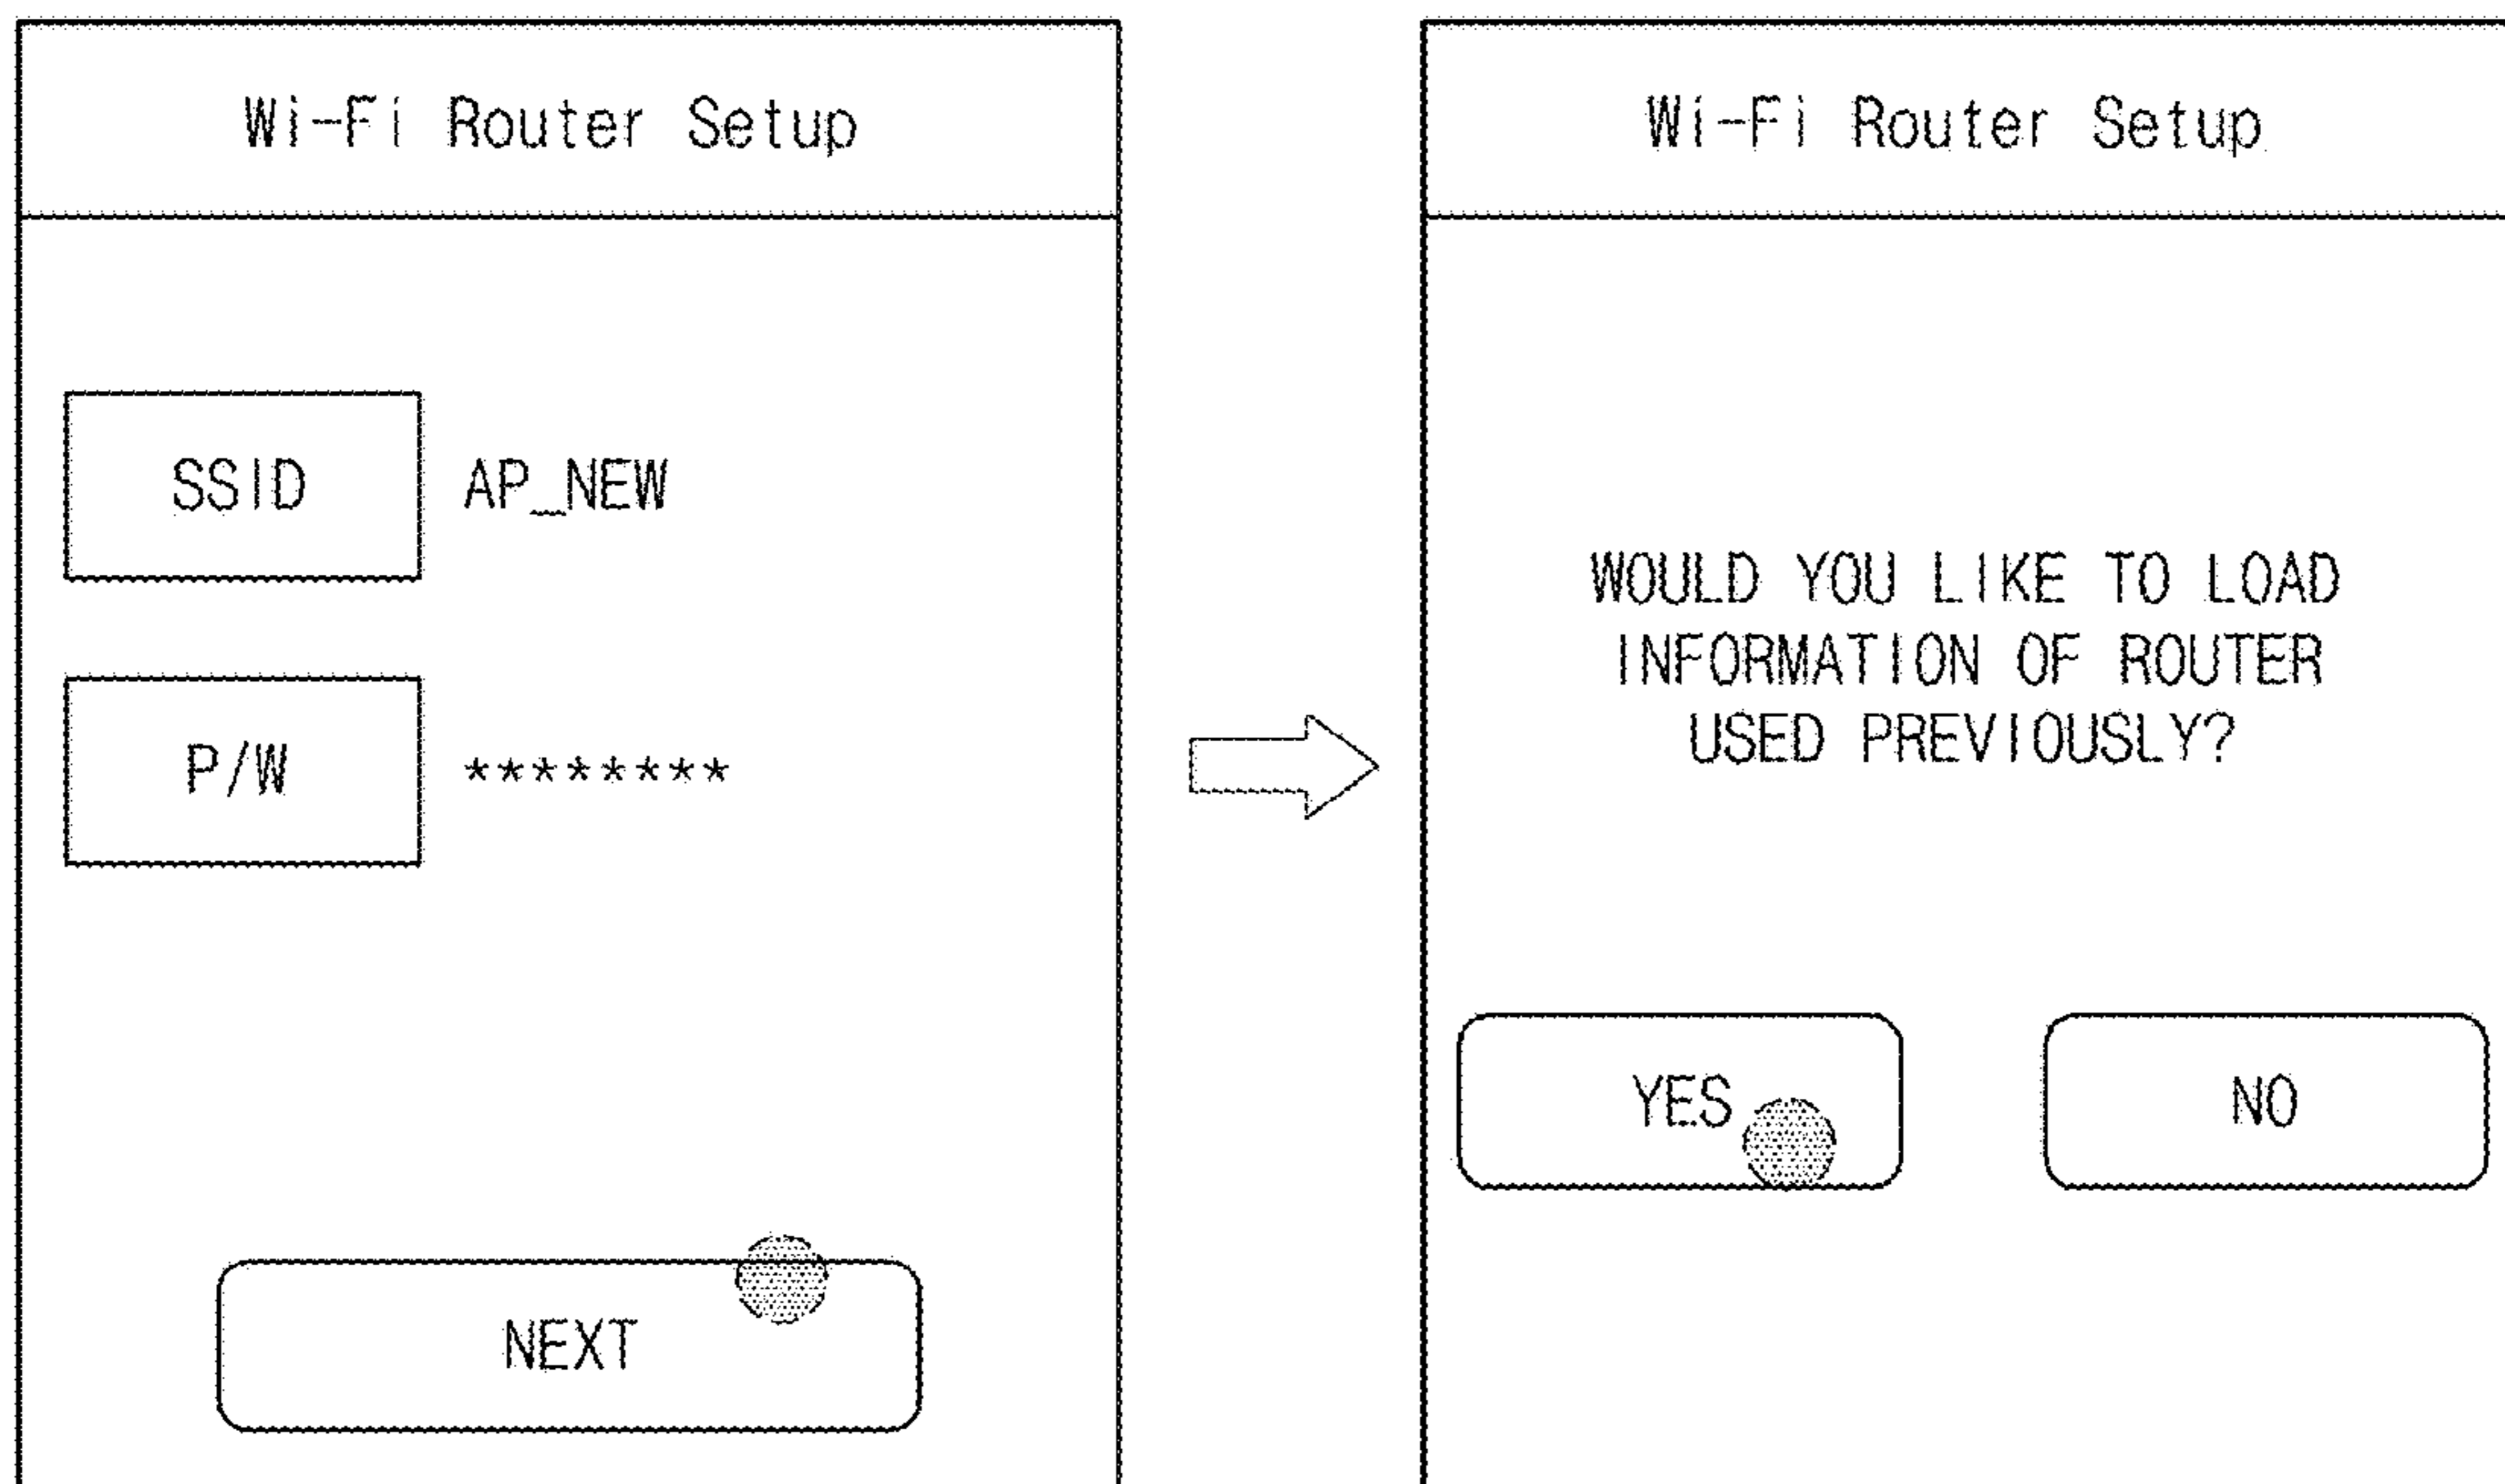 Wi-Fi Router Setup
SSID AP_NEW
P/W ********
NEXT
Wi-Fi Router Setup
WOULD YOU LIKE TO LOAD
INFORMATION OF ROUTER
USED PREVIOUSLY?
YES NO